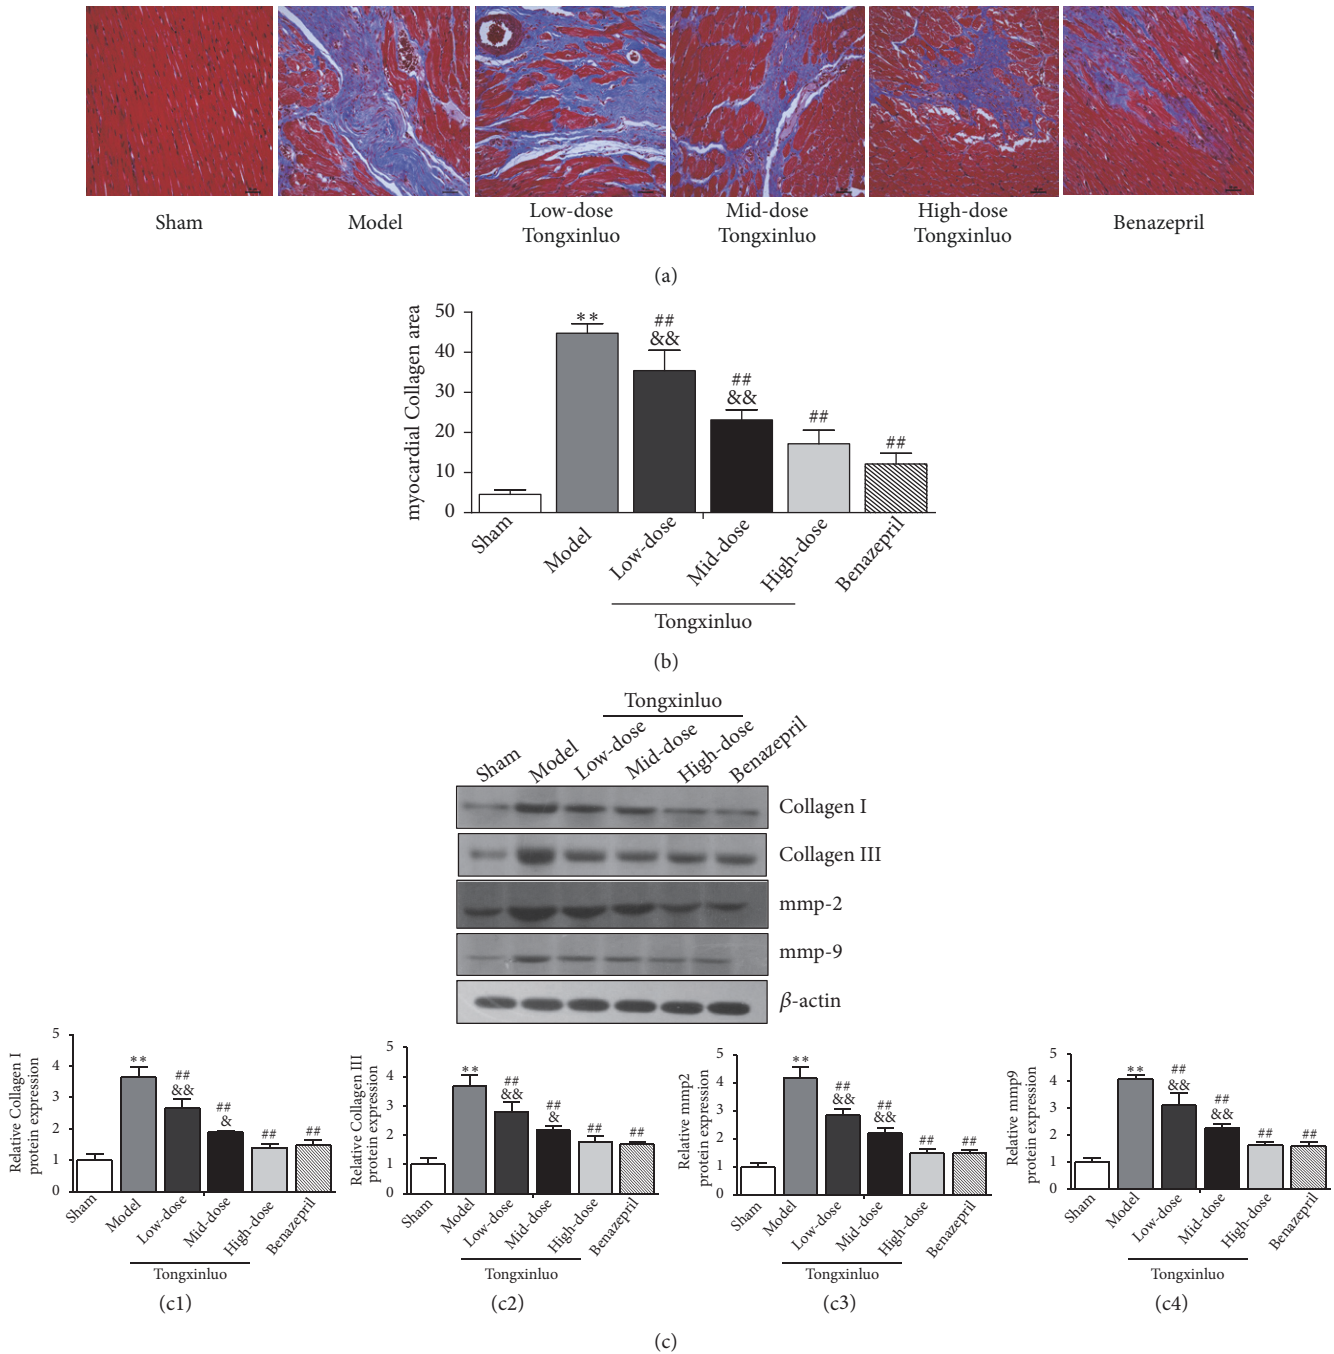 Sham
Model
Low-dose
Tongxinluo
Mid-dose
Tongxinluo
High-dose
Tongxinluo
Benazepril
(a)
myocardial Collagen area
50
40
30
20
10
0
**
##
&&
##
&&
##
##
Sham
Model
Low-dose
Mid-dose
High-dose
Benazepril
Tongxinluo
(b)
Tongxinluo
Sham
Model
Low-dose
Mid-dose
High-dose
Benazepril
Collagen I
Collagen III
mmp-2
mmp-9
β-actin
Relative Collagen I
protein expression
5
4
3
2
1
0
**
##
&&
##
&
##
##
Sham
Model
Low-dose
Mid-dose
High-dose
Benazepril
Tongxinluo
(c1)
Relative Collagen III
protein expression
5
4
3
2
1
0
**
##
&&
##
&
##
##
Sham
Model
Low-dose
Mid-dose
High-dose
Benazepril
Tongxinluo
(c2)
Relative mmp2
protein expression
5
4
3
2
1
0
**
##
&&
##
&&
##
##
Sham
Model
Low-dose
Mid-dose
High-dose
Benazepril
Tongxinluo
(c3)
Relative mmp9
protein expression
5
4
3
2
1
0
**
##
&&
##
&&
##
##
Sham
Model
Low-dose
Mid-dose
High-dose
Benazepril
Tongxinluo
(c4)
(c)